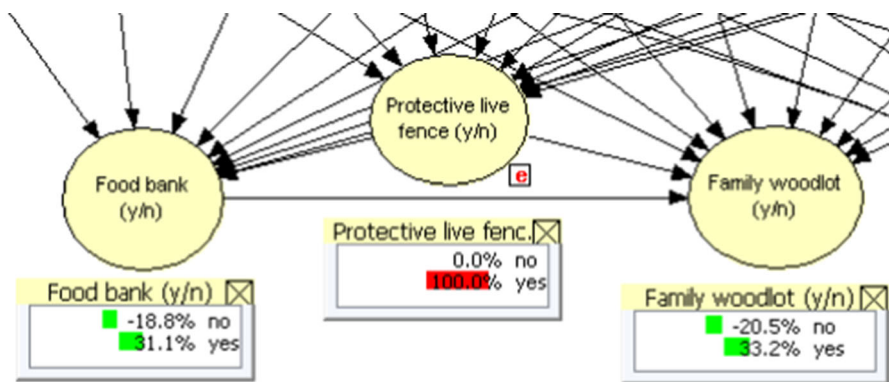 Protective live
fence (y/n)
e
Food bank
(y/n)
Family woodlot
(y/n)
Protective live fenc.
0.0% no
100.0% yes
Food bank (y/n)
-18.8% no
31.1% yes
Family woodlot (y/n)
-20.5% no
33.2% yes